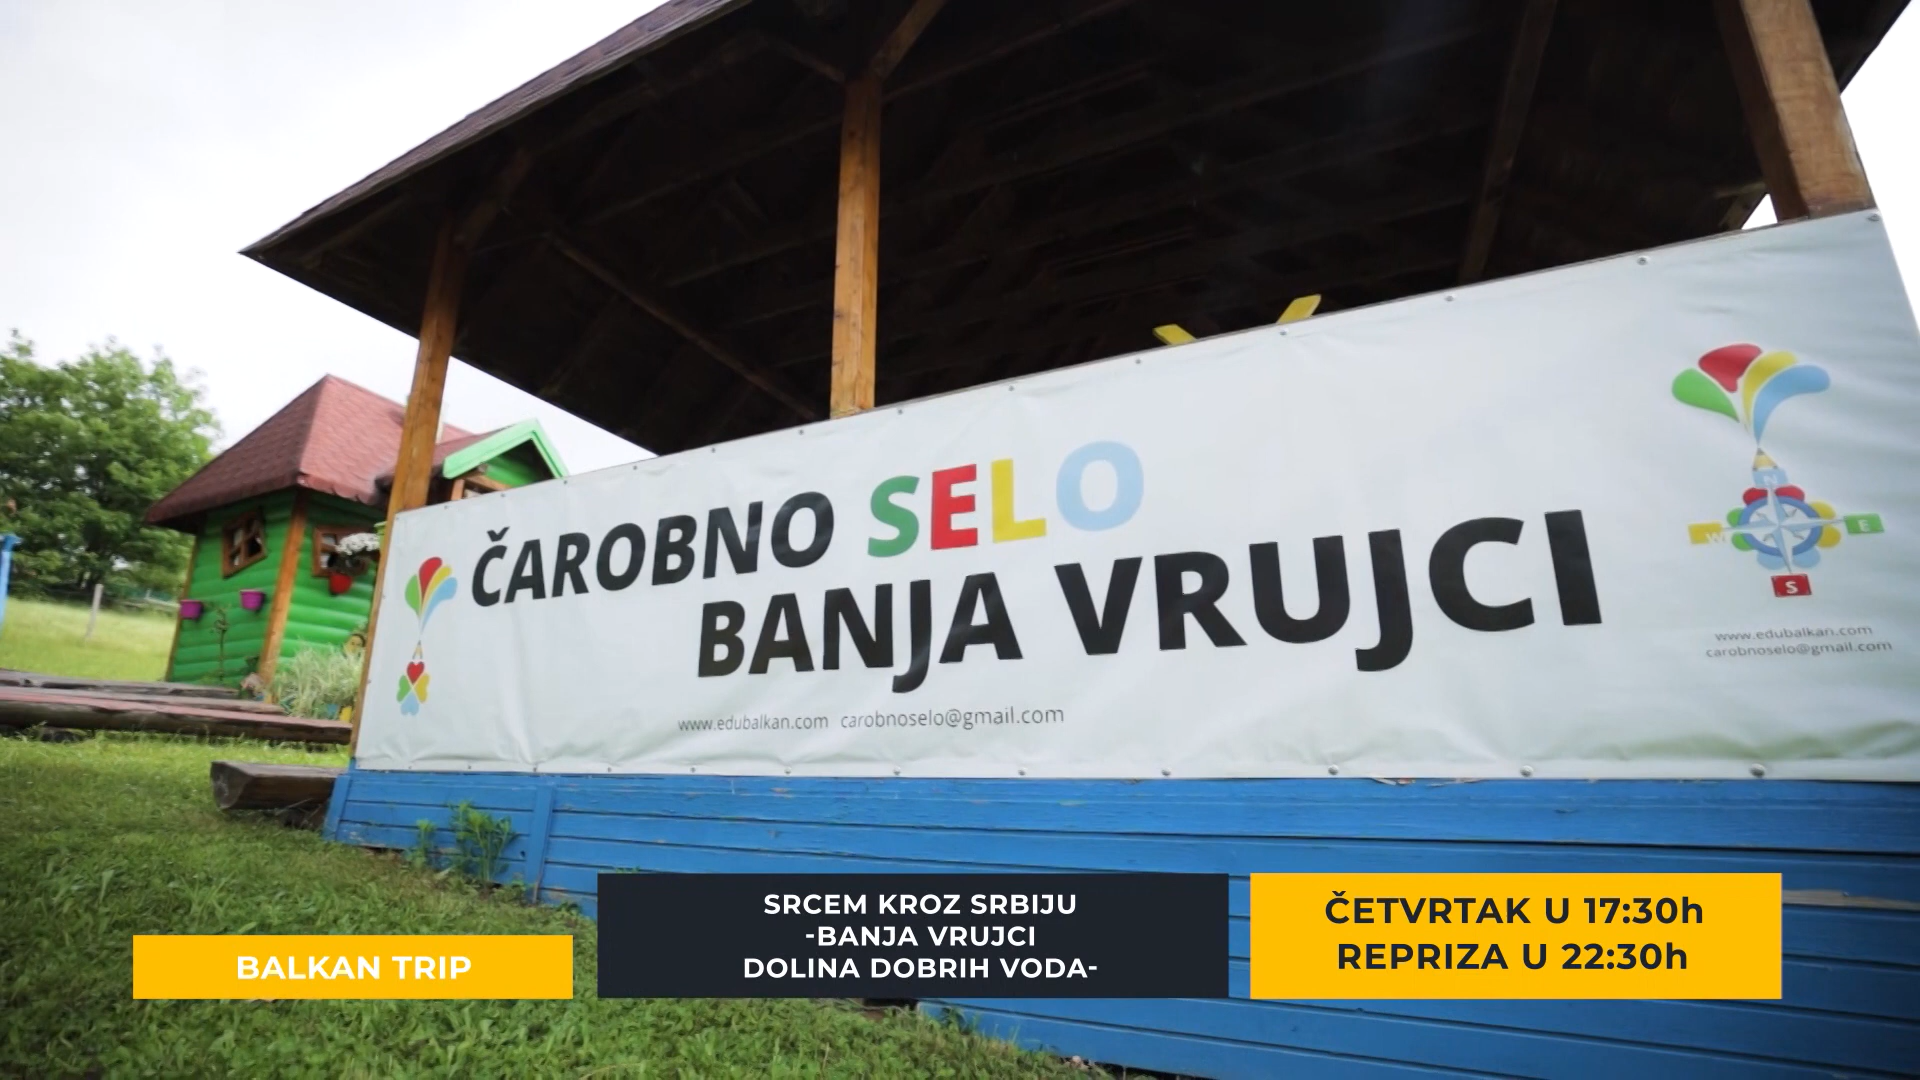 ČAROBNO SELO
BANJA VRUJCI
www.edubalkan.com carobnoselo@gmail.com
N
W E
S
www.edubalkan.com
carobnoselo@gmail.com
BALKAN TRIP
SRCEM KROZ SRBIJU
-BANJA VRUJCI
DOLINA DOBRIH VODA-
ČETVRTAK U 17:30h
REPRIZA U 22:30h